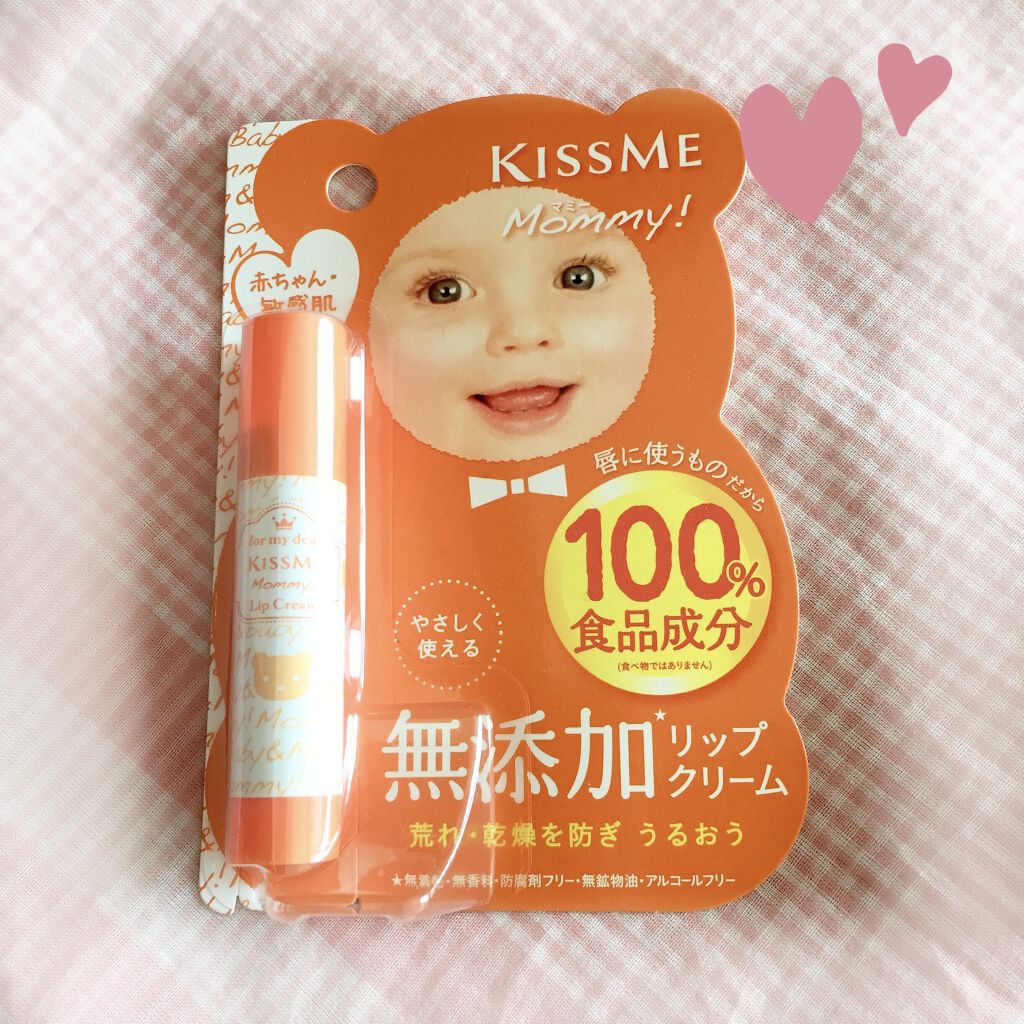 KISSME
マミー
Mommy!
赤ちゃん・
敏感肌
唇に使うものだから
100%
食品成分
(食べ物ではありません)
やさしく
使える
無添加★リップ
クリーム
荒れ・乾燥を防ぎ うるおう
★無着色・無香料・防腐剤フリー・無鉱物油・アルコールフリー
for my dea
KISSM
Mommy
Lip Cream